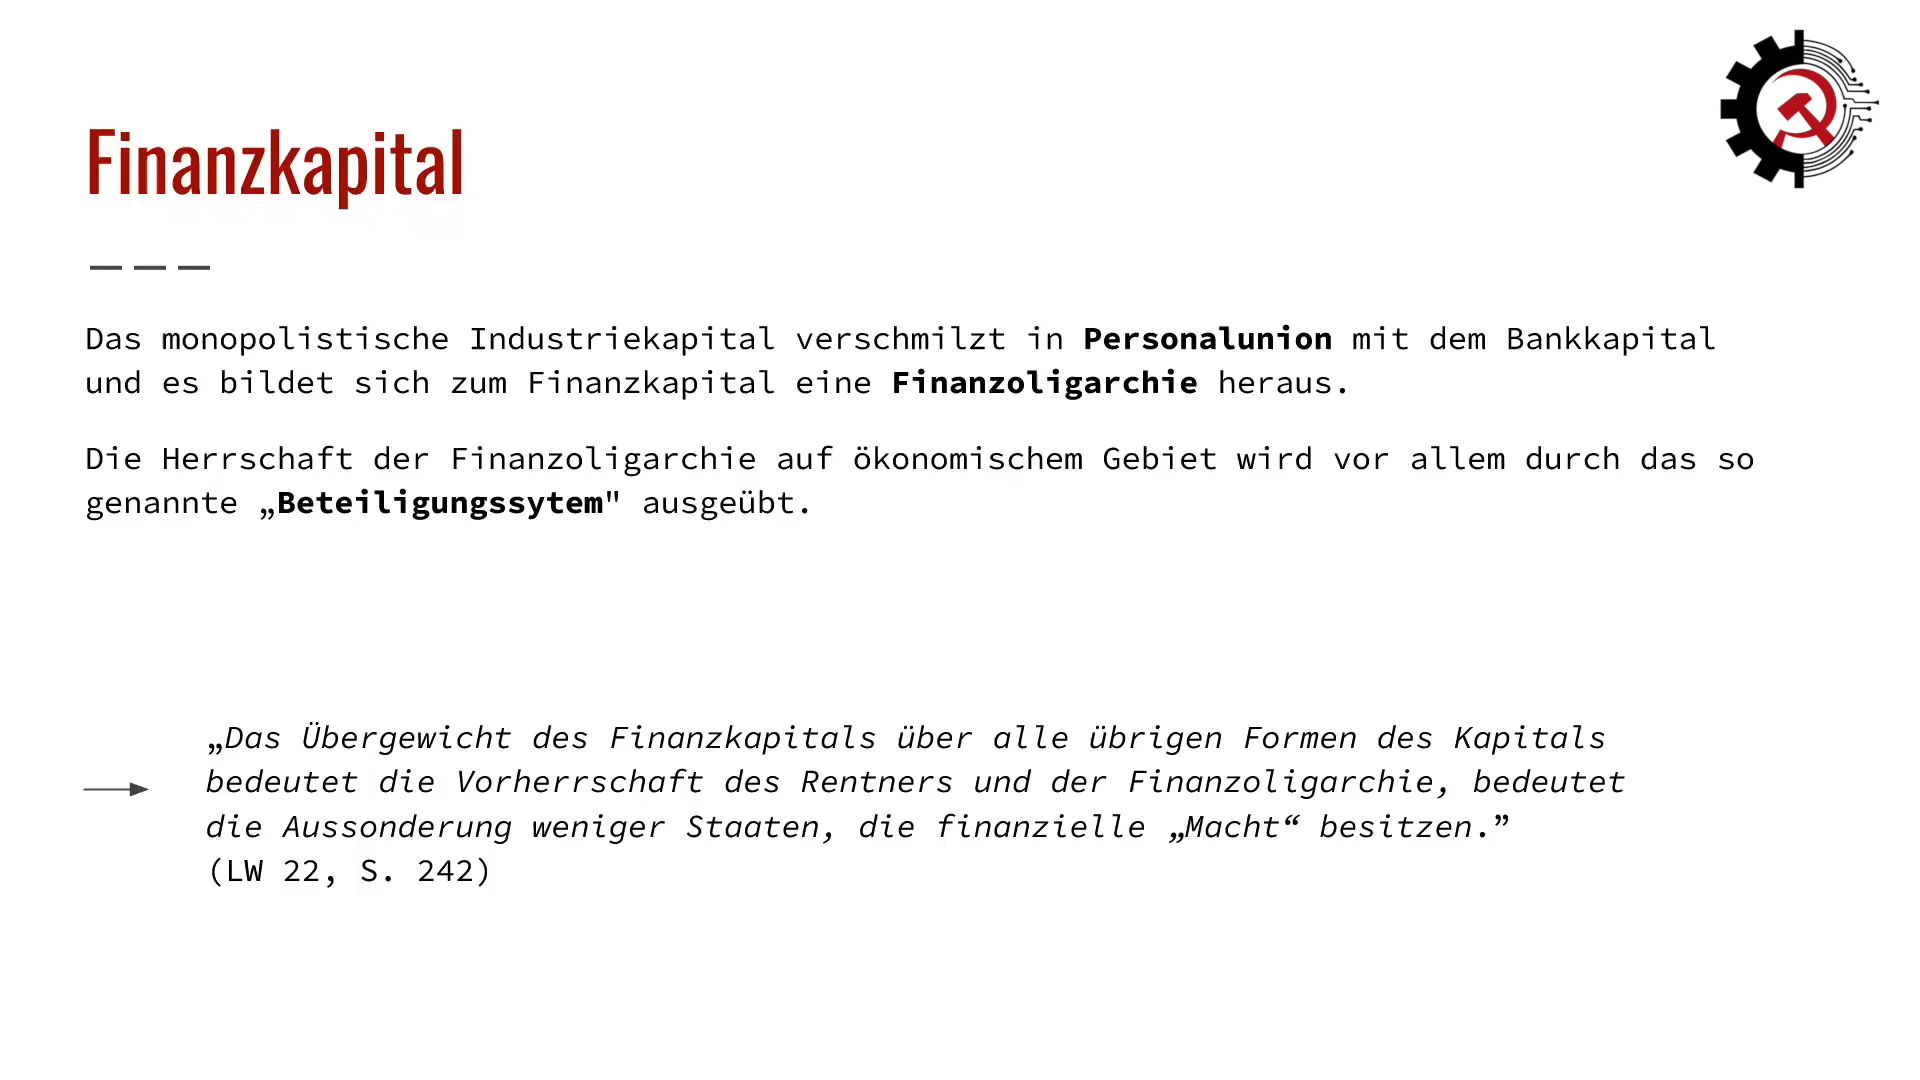 Finanzkapital
Das monopolistische Industriekapital verschmilzt in Personalunion mit dem Bankkapital
und es bildet sich zum Finanzkapital eine Finanzoligarchie heraus.
Die Herrschaft der Finanzoligarchie auf ökonomischem Gebiet wird vor allem durch das so
genannte „Beteiligungssytem" ausgeübt.
„Das Übergewicht des Finanzkapitals über alle übrigen Formen des Kapitals
bedeutet die Vorherrschaft des Rentners und der Finanzoligarchie, bedeutet
die Aussonderung weniger Staaten, die finanzielle „Macht“ besitzen.”
(LW 22, S. 242)